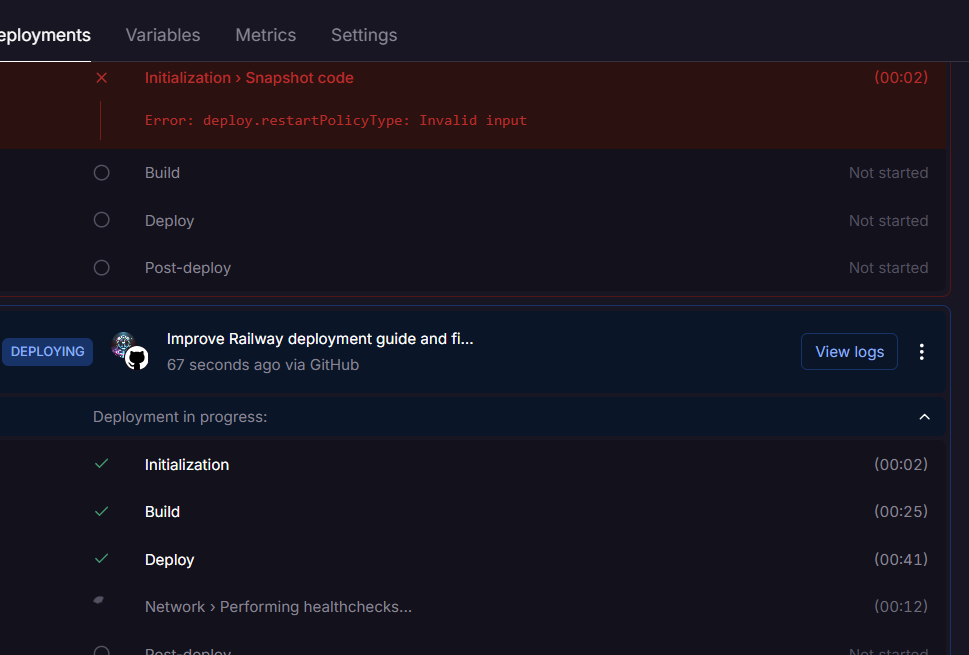 eployments Variables Metrics Settings
Initialization › Snapshot code (00:02)
Error: deploy.restartPolicyType: Invalid input
Build Not started
Deploy Not started
Post-deploy Not started
DEPLOYING
Improve Railway deployment guide and fi...
67 seconds ago via GitHub
View logs
Deployment in progress:
Initialization (00:02)
Build (00:25)
Deploy (00:41)
Network › Performing healthchecks... (00:12)
Post-deploy Not started